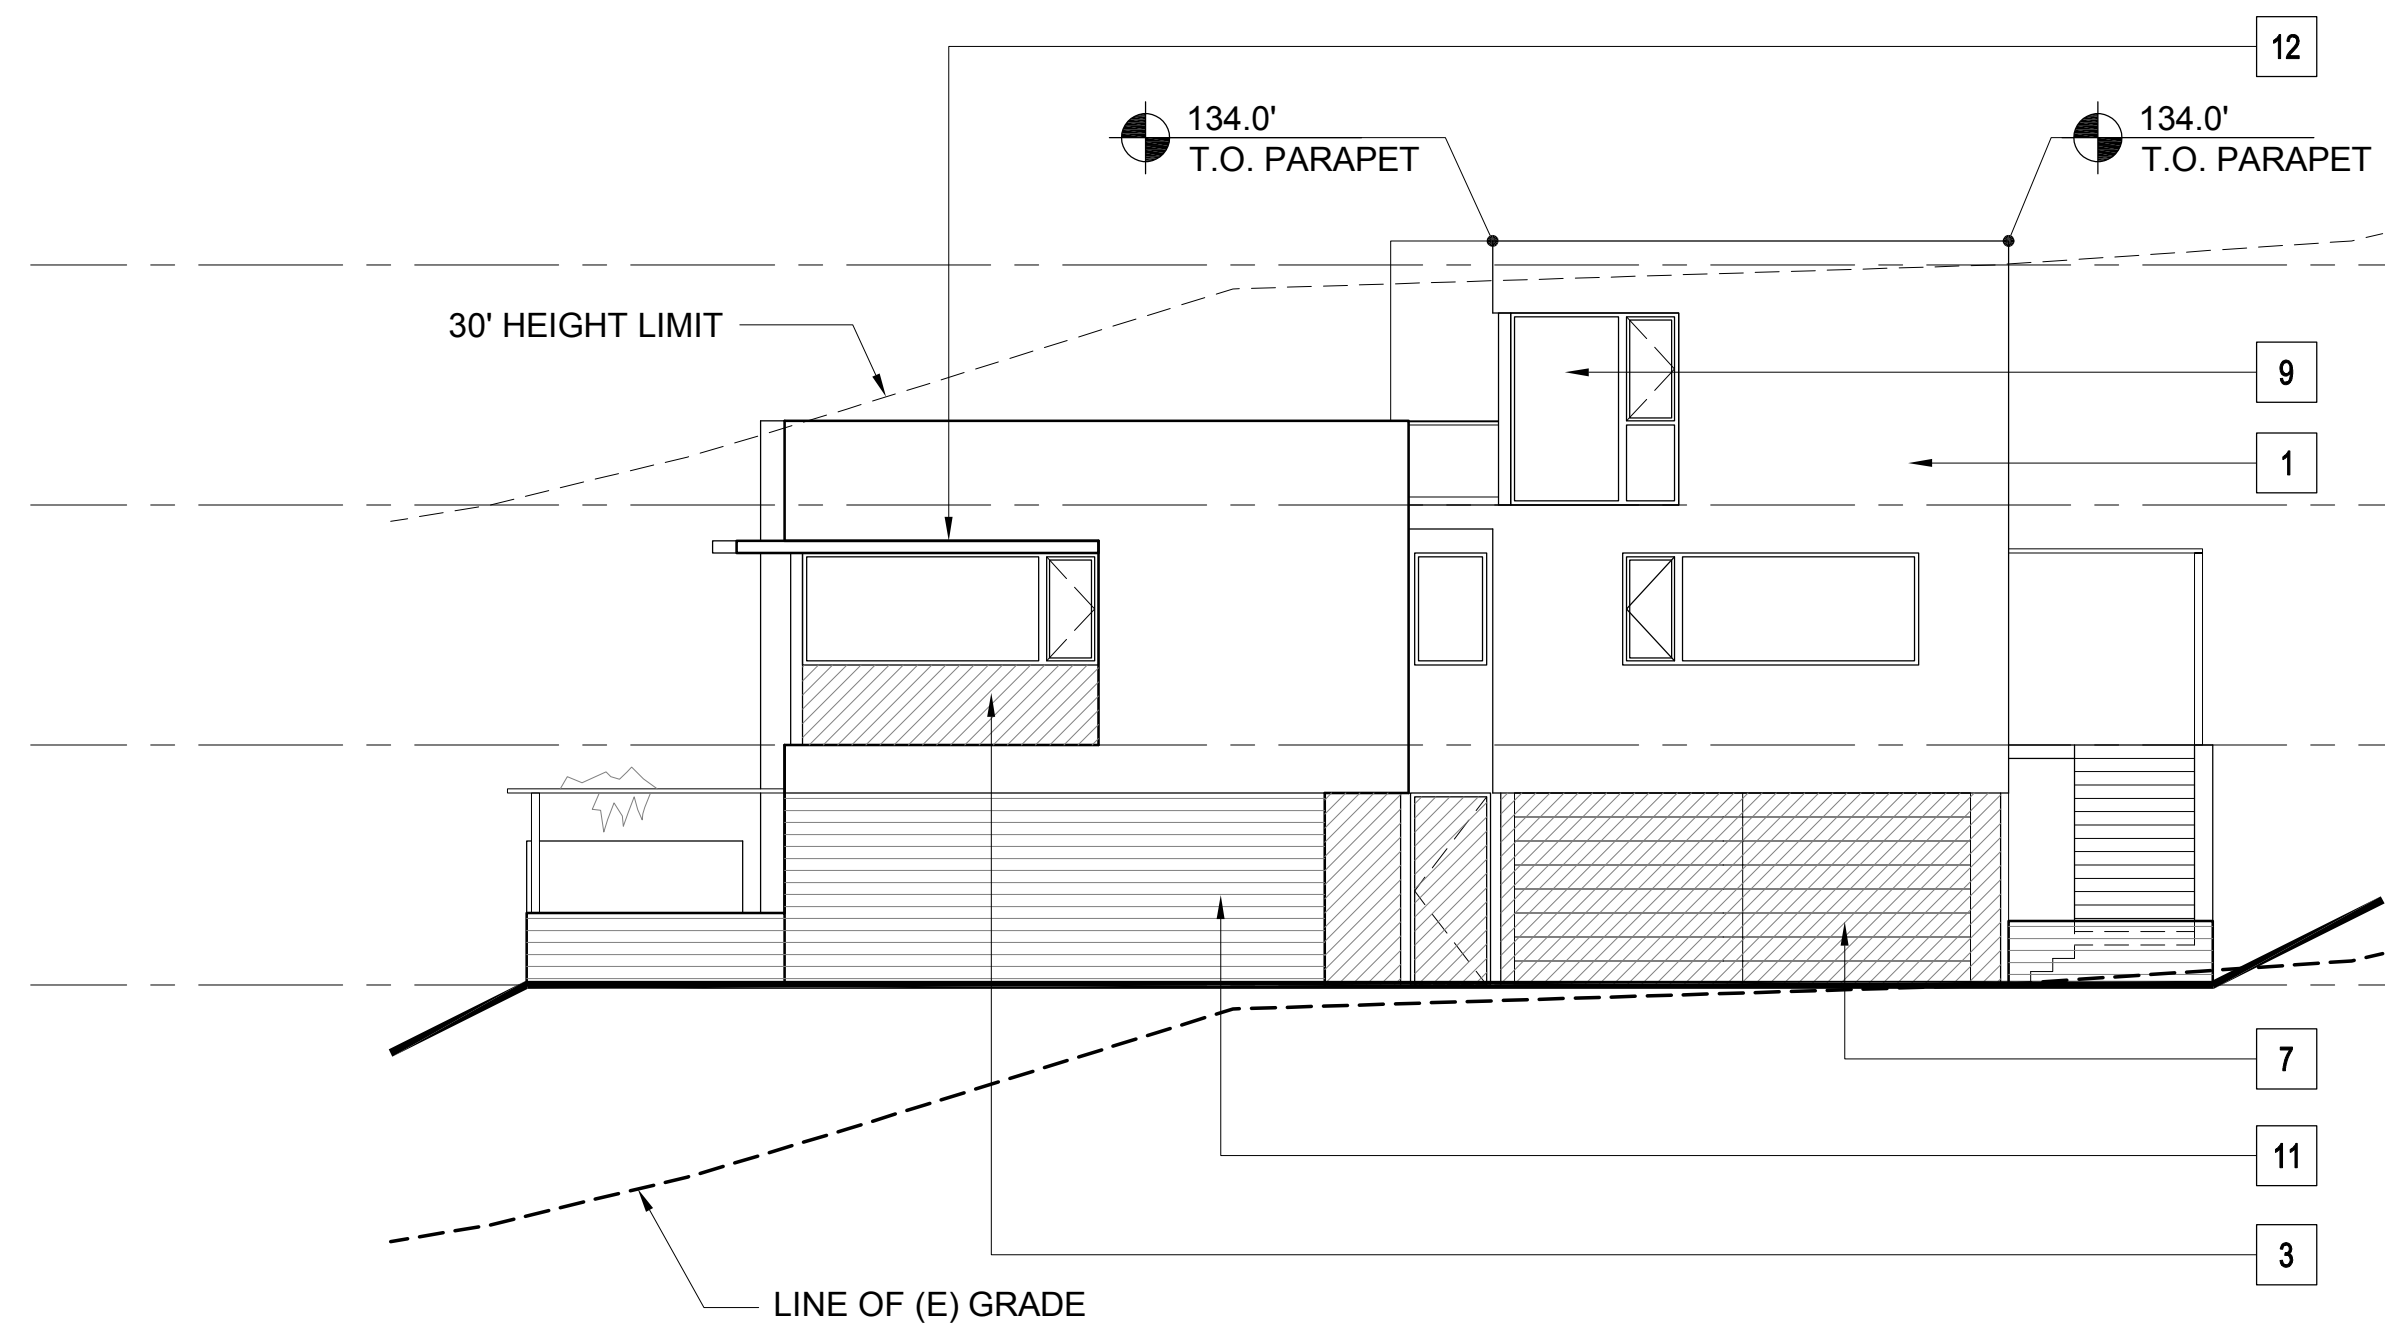 12
134.0'
T.O. PARAPET
134.0'
T.O. PARAPET
30' HEIGHT LIMIT
9
1
7
11
3
LINE OF (E) GRADE